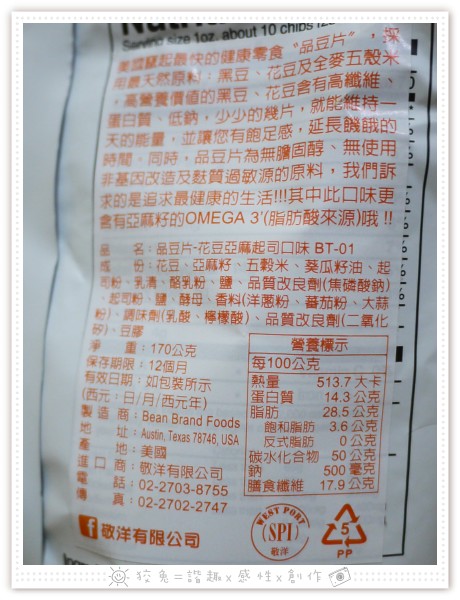 Serving size 1oz. about 10 chips (2
美國竄起最快的健康零食“品豆片”，採
用最天然原料：黑豆、花豆及全麥五穀米
，高營養價值的黑豆、花豆含有高纖維、
蛋白質、低鈉，少少的幾片，就能維持一
天的能量，並讓您有飽足感，延長饑餓的
時間，同時，品豆片為無膽固醇、無使用
非基因改造及麩質過敏源的原料，我們訴
求的是追求最健康的生活!!!其中此口味更
含有亞麻籽的OMEGA 3’(脂肪酸來源)哦 !!
品　　名：品豆片-花豆亞麻起司口味 BT-01
成　　份：花豆、亞麻籽、五穀米、葵瓜籽油、起
司粉、乳清、酪乳粉、鹽、品質改良劑(焦磷酸鈉)
、起司粉、鹽、酵母、香料(洋蔥粉、蕃茄粉、大蒜
粉)、調味劑(乳酸、檸檬酸)、品質改良劑(二氧化
矽)、豆膠
淨　　重：170公克
保存期限：12個月
有效日期：如包裝所示
(西元：日/月/西元年)
製 造 商：Bean Brand Foods
地　　址：Austin, Texas 78746, USA
產　　地：美國
進 口 商：敬洋有限公司
電　　話：02-2703-8755
傳　　真：02-2702-2747
f 敬洋有限公司
營養標示
每100公克
熱量 513.7 大卡
蛋白質 14.3 公克
脂肪 28.5 公克
飽和脂肪 3.6 公克
反式脂肪 0 公克
碳水化合物 50 公克
鈉 500 毫克
膳食纖維 17.9 公克
WEST PORT
(SPI)
敬洋
5
PP
狡兔=諧趣x感性x創作